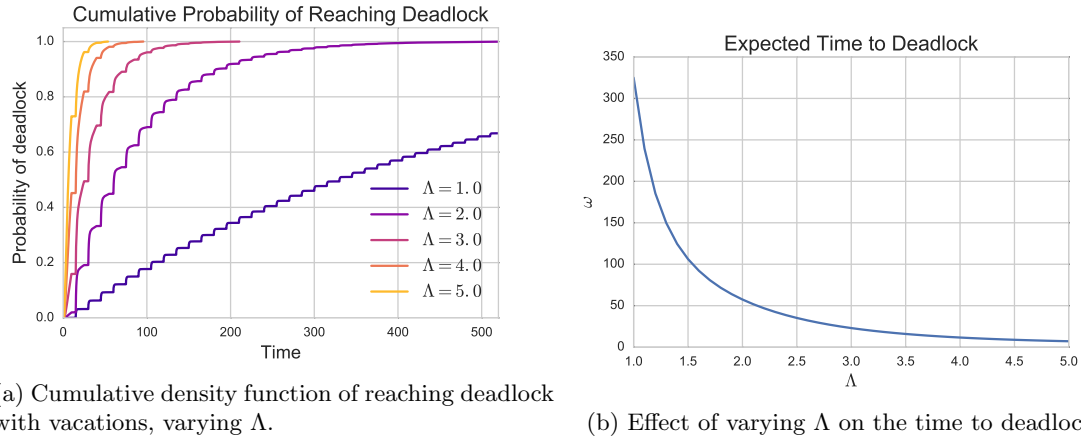 Cumulative Probability of Reaching Deadlock
Probability of deadlock
1.0
0.8
0.6
0.4
0.2
0.0
0 100 200 300 400 500
Time
Λ = 1.0
Λ = 2.0
Λ = 3.0
Λ = 4.0
Λ = 5.0
a) Cumulative density function of reaching deadlock
with vacations, varying Λ.
Expected Time to Deadlock
ω
350
300
250
200
150
100
50
0
1.0 1.5 2.0 2.5 3.0 3.5 4.0 4.5 5.0
Λ
(b) Effect of varying Λ on the time to deadloc